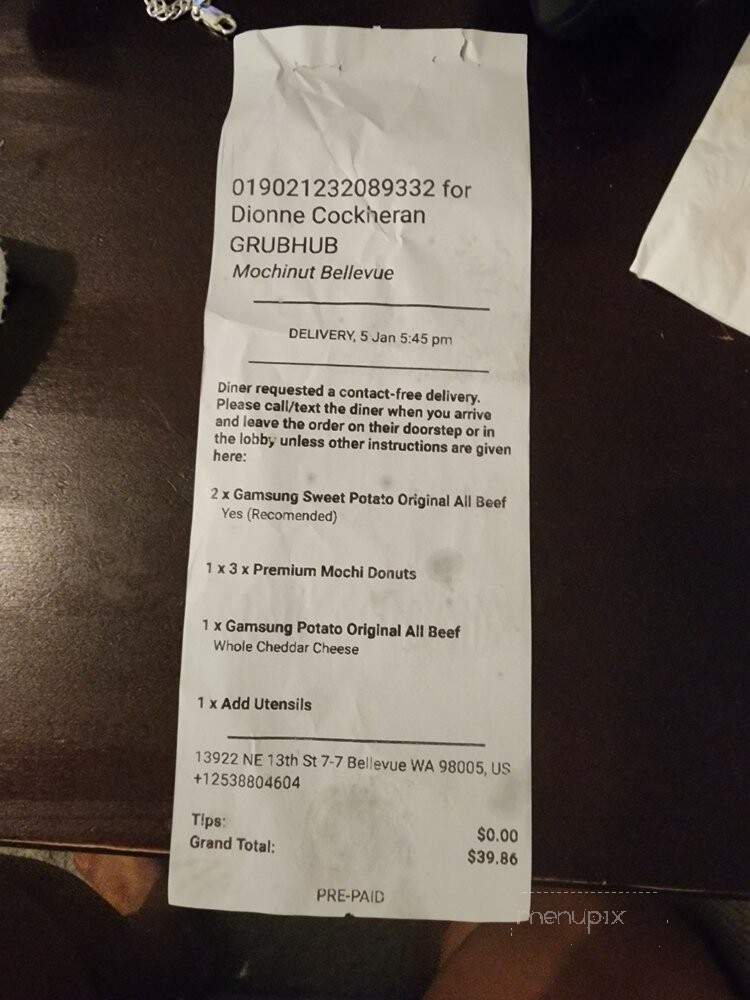 019021232089332 for
Dionne Cockheran
GRUBHUB
Mochinut Bellevue
DELIVERY, 5 Jan 5:45 pm
Diner requested a contact-free delivery.
Please call/text the diner when you arrive
and leave the order on their doorstep or in
the lobby unless other instructions are given
here:
2 x Gamsung Sweet Potato Original All Beef
Yes (Recomended)
1 x 3 x Premium Mochi Donuts
1 x Gamsung Potato Original All Beef
Whole Cheddar Cheese
1 x Add Utensils
13922 NE 13th St 7-7 Bellevue WA 98005, US
+12538804604
Tips: $0.00
Grand Total: $39.86
PRE-PAID
menupix